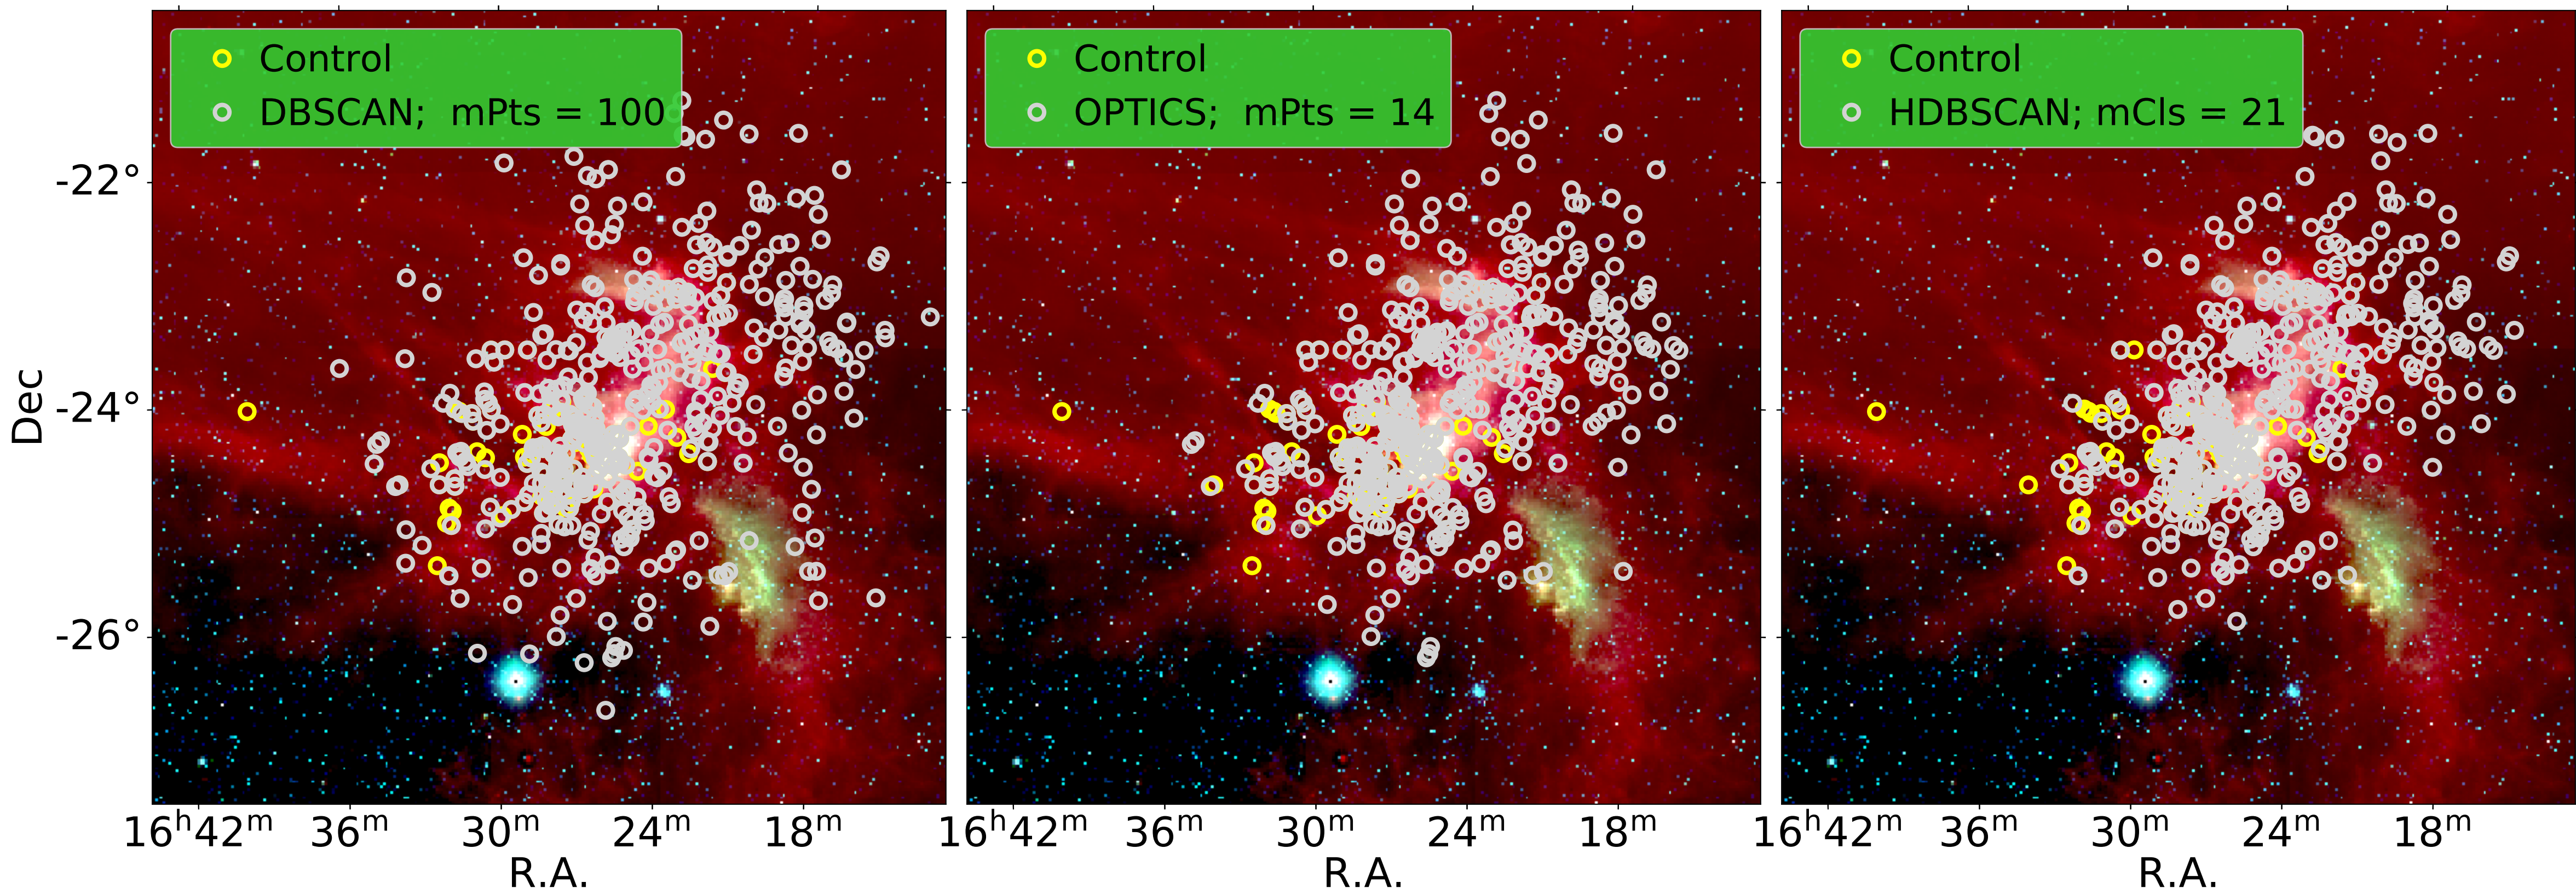 Control
DBSCAN;  mPts = 100
Control
OPTICS;  mPts = 14
Control
HDBSCAN; mCls = 21
-22°
-24°
-26°
Dec
16ʰ42ᵐ 36ᵐ 30ᵐ 24ᵐ 18ᵐ
16ʰ42ᵐ 36ᵐ 30ᵐ 24ᵐ 18ᵐ
16ʰ42ᵐ 36ᵐ 30ᵐ 24ᵐ 18ᵐ
R.A.
R.A.
R.A.